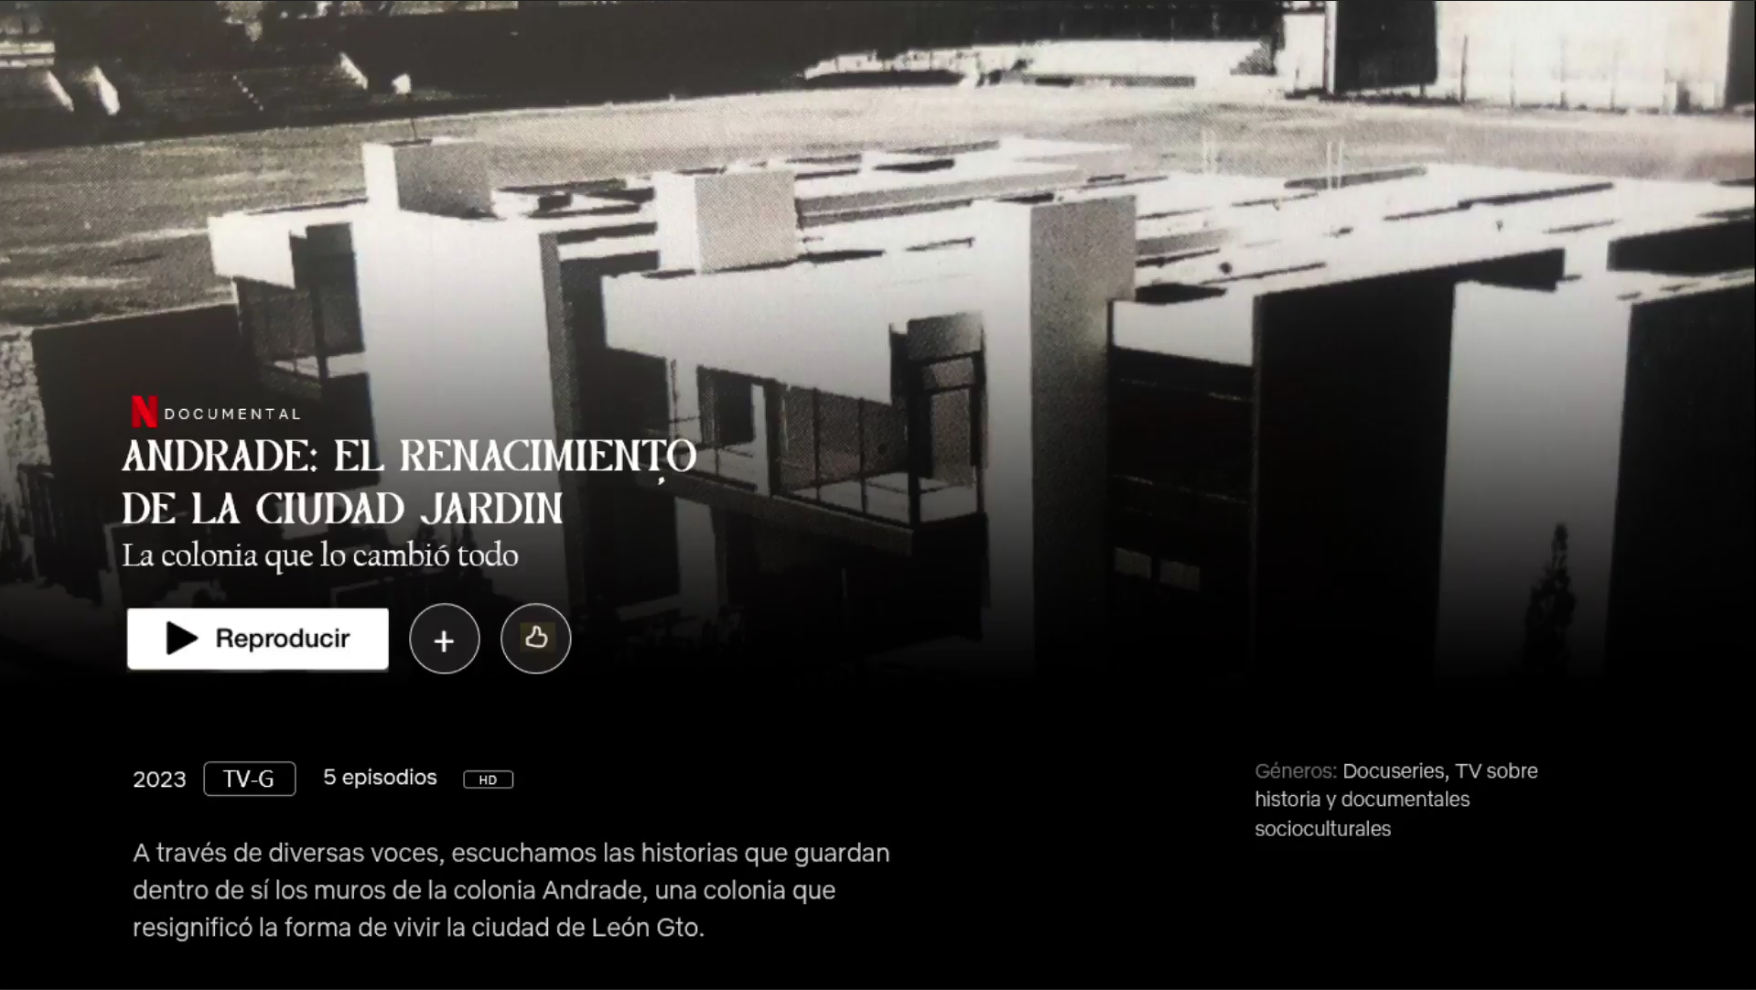 N DOCUMENTAL
ANDRADE: EL RENACIMIENTO
DE LA CIUDAD JARDIN
La colonia que lo cambió todo
Reproducir
2023 TV-G 5 episodios HD
Géneros: Docuseries, TV sobre
historia y documentales
socioculturales
A través de diversas voces, escuchamos las historias que guardan
dentro de sí los muros de la colonia Andrade, una colonia que
resignificó la forma de vivir la ciudad de León Gto.